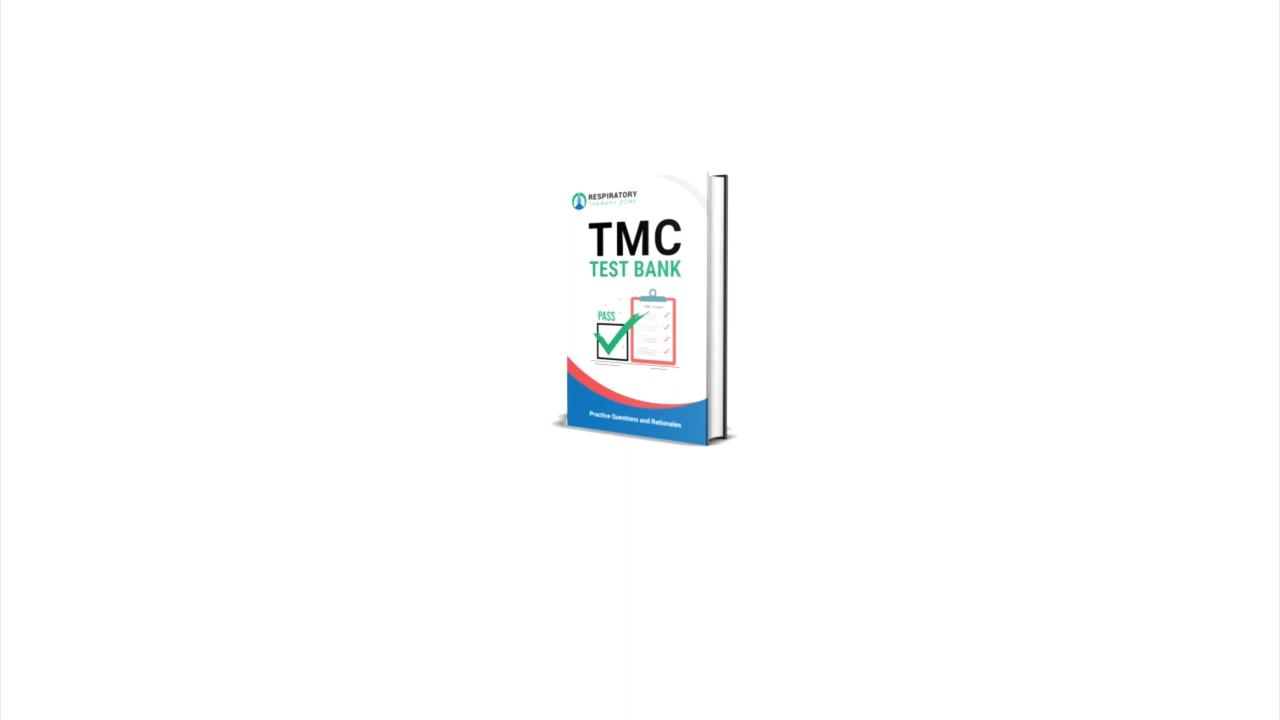 RESPIRATORY
THERAPY ZONE
TMC
TEST BANK
PASS
Practice Questions and Rationales